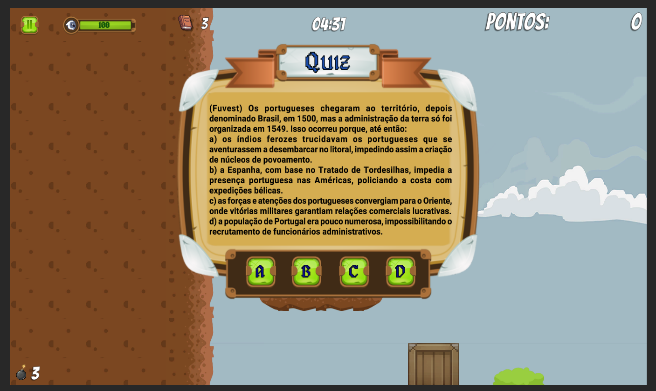 100
3
04:31
PONTOS:
0
Quiz
(Fuvest) Os portugueses chegaram ao território, depois
denominado Brasil, em 1500, mas a administração da terra só foi
organizada em 1549. Isso ocorreu porque, até então:
a) os índios ferozes trucidavam os portugueses que se
aventurassem a desembarcar no litoral, impedindo assim a criação
de núcleos de povoamento.
b) a Espanha, com base no Tratado de Tordesilhas, impedia a
presença portuguesa nas Américas, policiando a costa com
expedições bélicas.
c) as forças e atenções dos portugueses convergiam para o Oriente,
onde vitórias militares garantiam relações comerciais lucrativas.
d) a população de Portugal era pouco numerosa, impossibilitando o
recrutamento de funcionários administrativos.
A
B
C
D
3